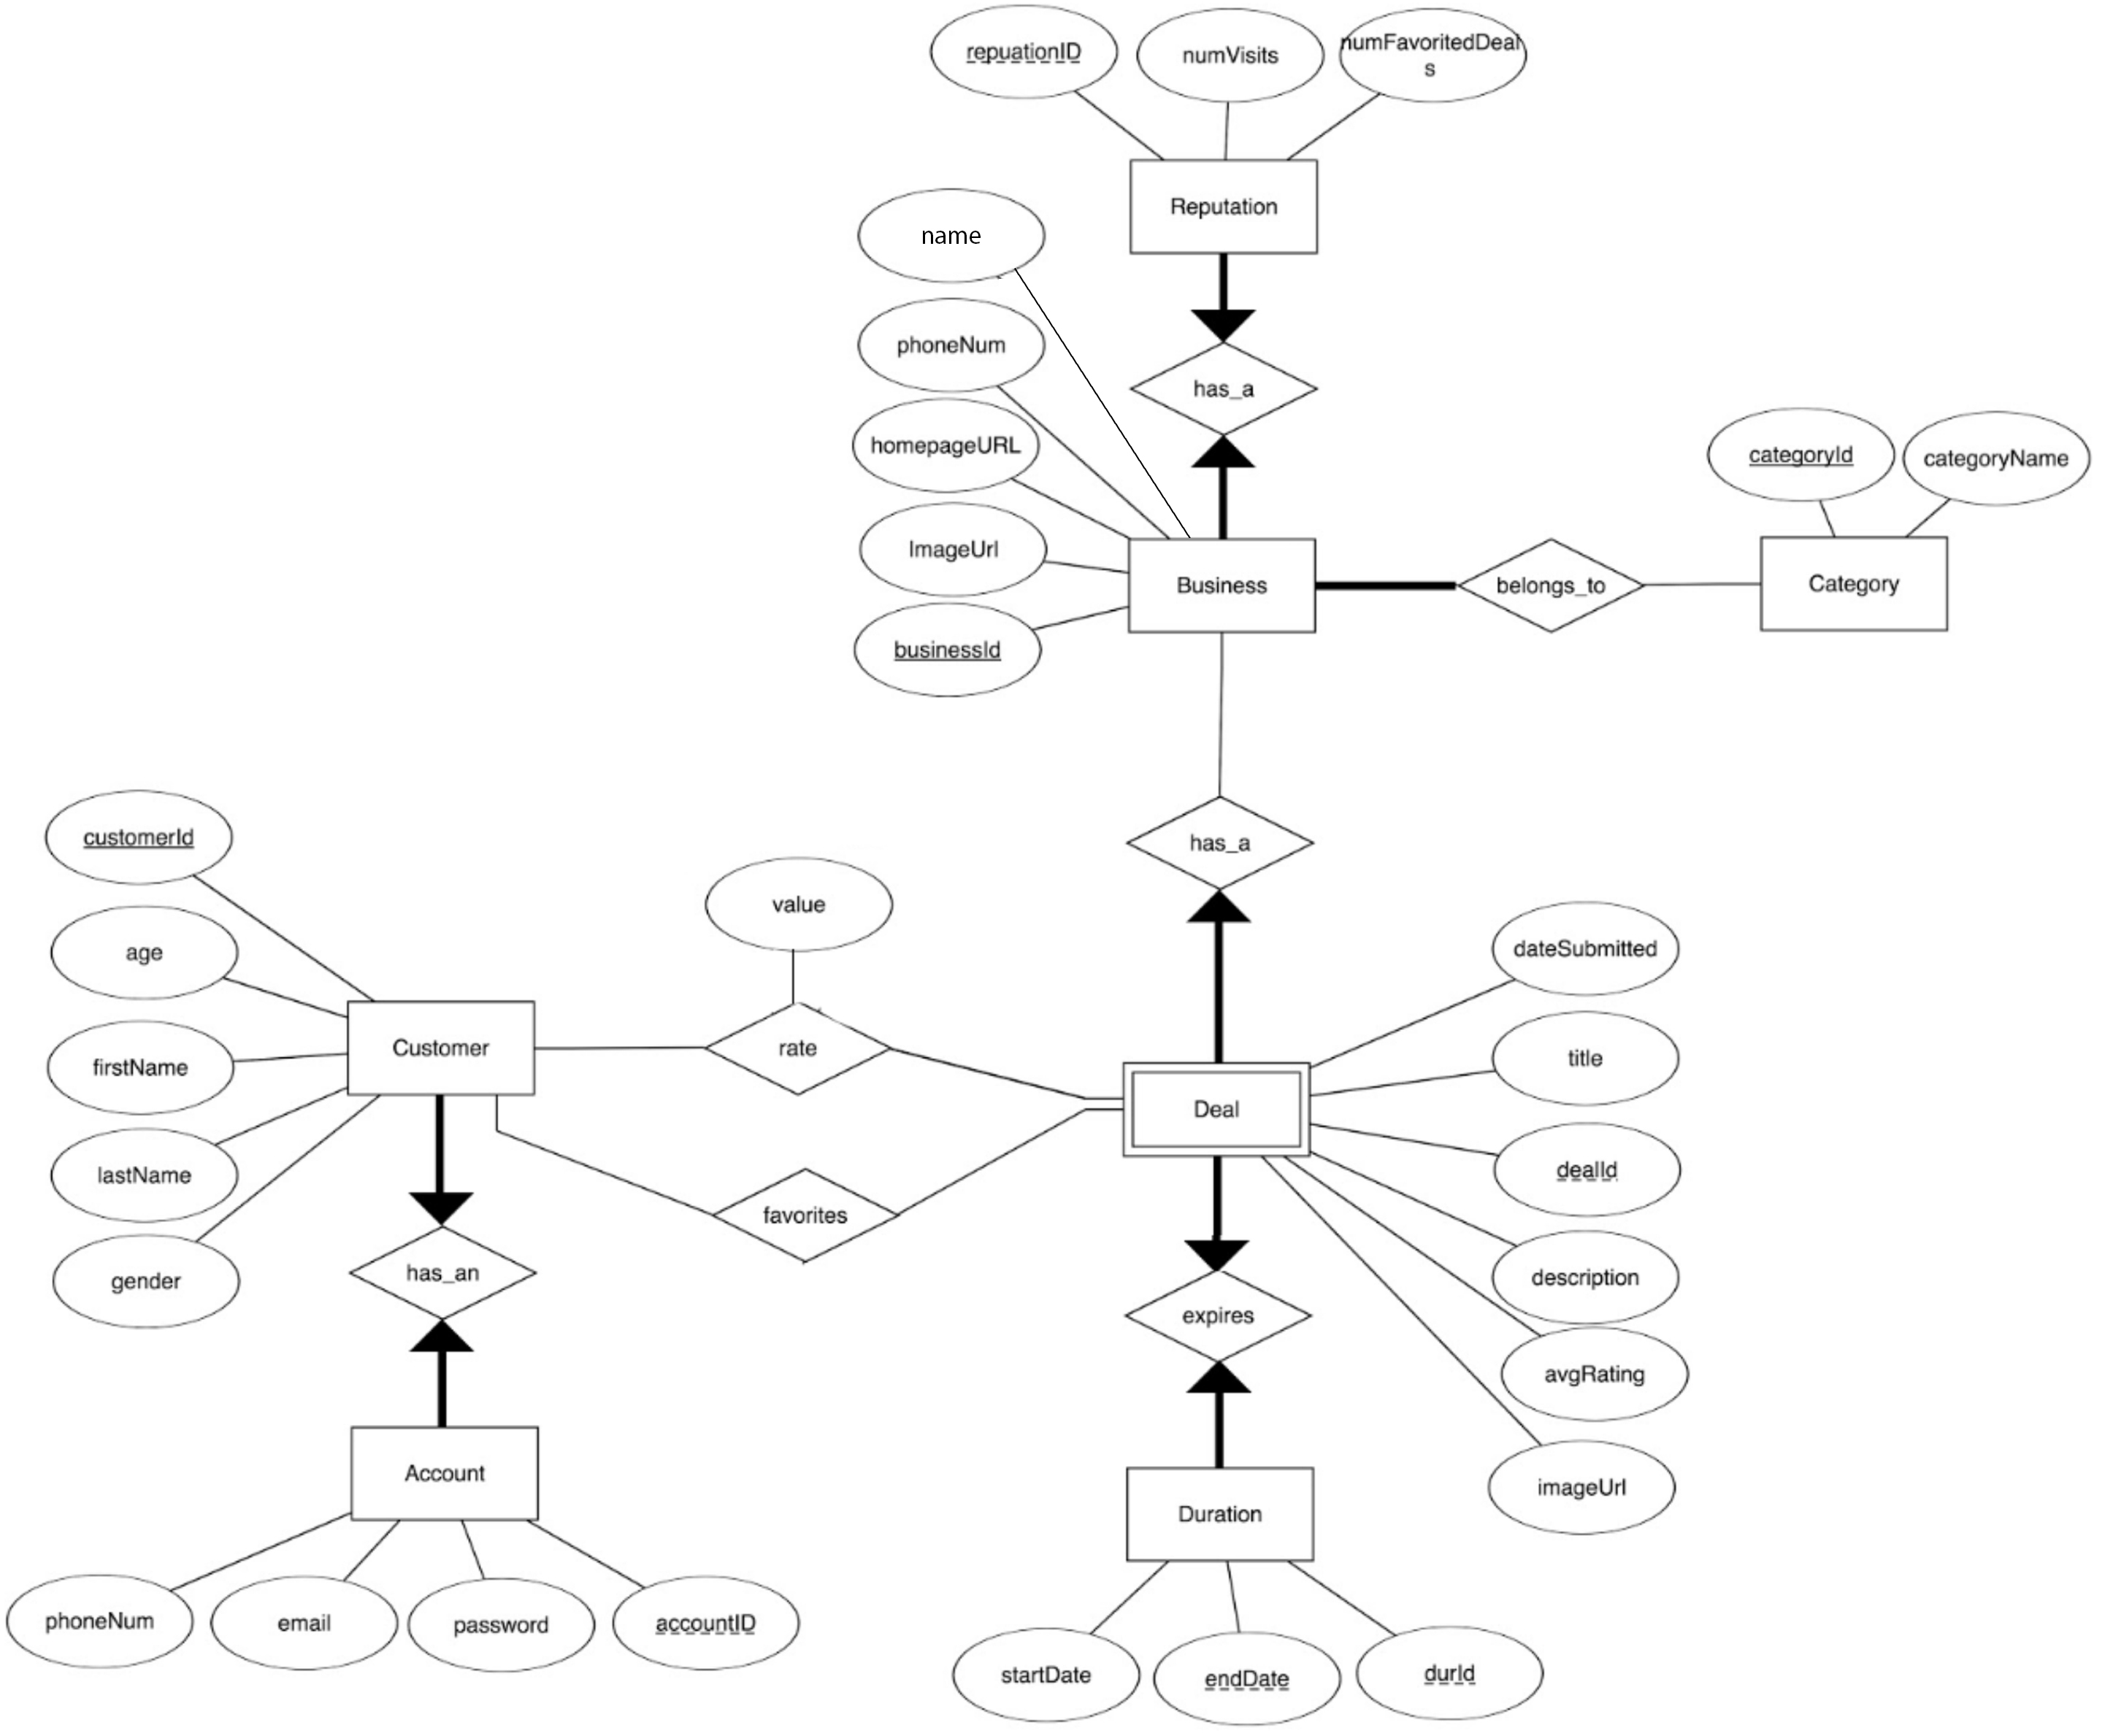 repuationID
numVisits
numFavoritedDeal
s
Reputation
name
phoneNum
has_a
homepageURL
categoryId
categoryName
ImageUrl
Business
belongs_to
Category
businessId
customerId
has_a
value
age
dateSubmitted
Customer
rate
title
firstName
Deal
dealId
lastName
favorites
gender
has_an
description
expires
avgRating
Account
imageUrl
Duration
phoneNum
email
password
accountID
startDate
endDate
durId